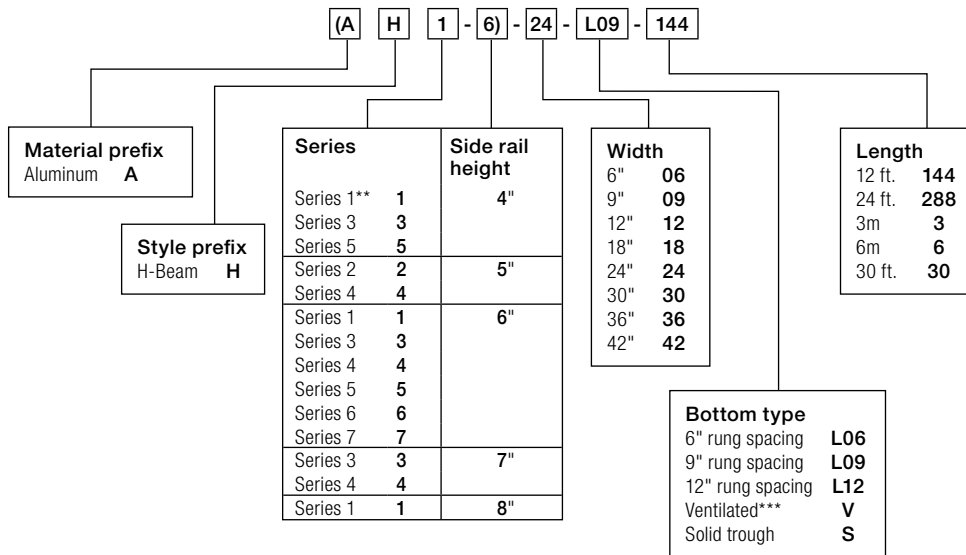 (A H 1 - 6) - 24 - L09 - 144
Material prefix
Aluminum A
Style prefix
H-Beam H
Series Side rail height
Series 1** 1 4"
Series 3 3
Series 5 5
Series 2 2 5"
Series 4 4
Series 1 1 6"
Series 3 3
Series 4 4
Series 5 5
Series 6 6
Series 7 7
Series 3 3 7"
Series 4 4
Series 1 1 8"
Width
6" 06
9" 09
12" 12
18" 18
24" 24
30" 30
36" 36
42" 42
Bottom type
6" rung spacing L06
9" rung spacing L09
12" rung spacing L12
Ventilated*** V
Solid trough S
Length
12 ft. 144
24 ft. 288
3m 3
6m 6
30 ft. 30